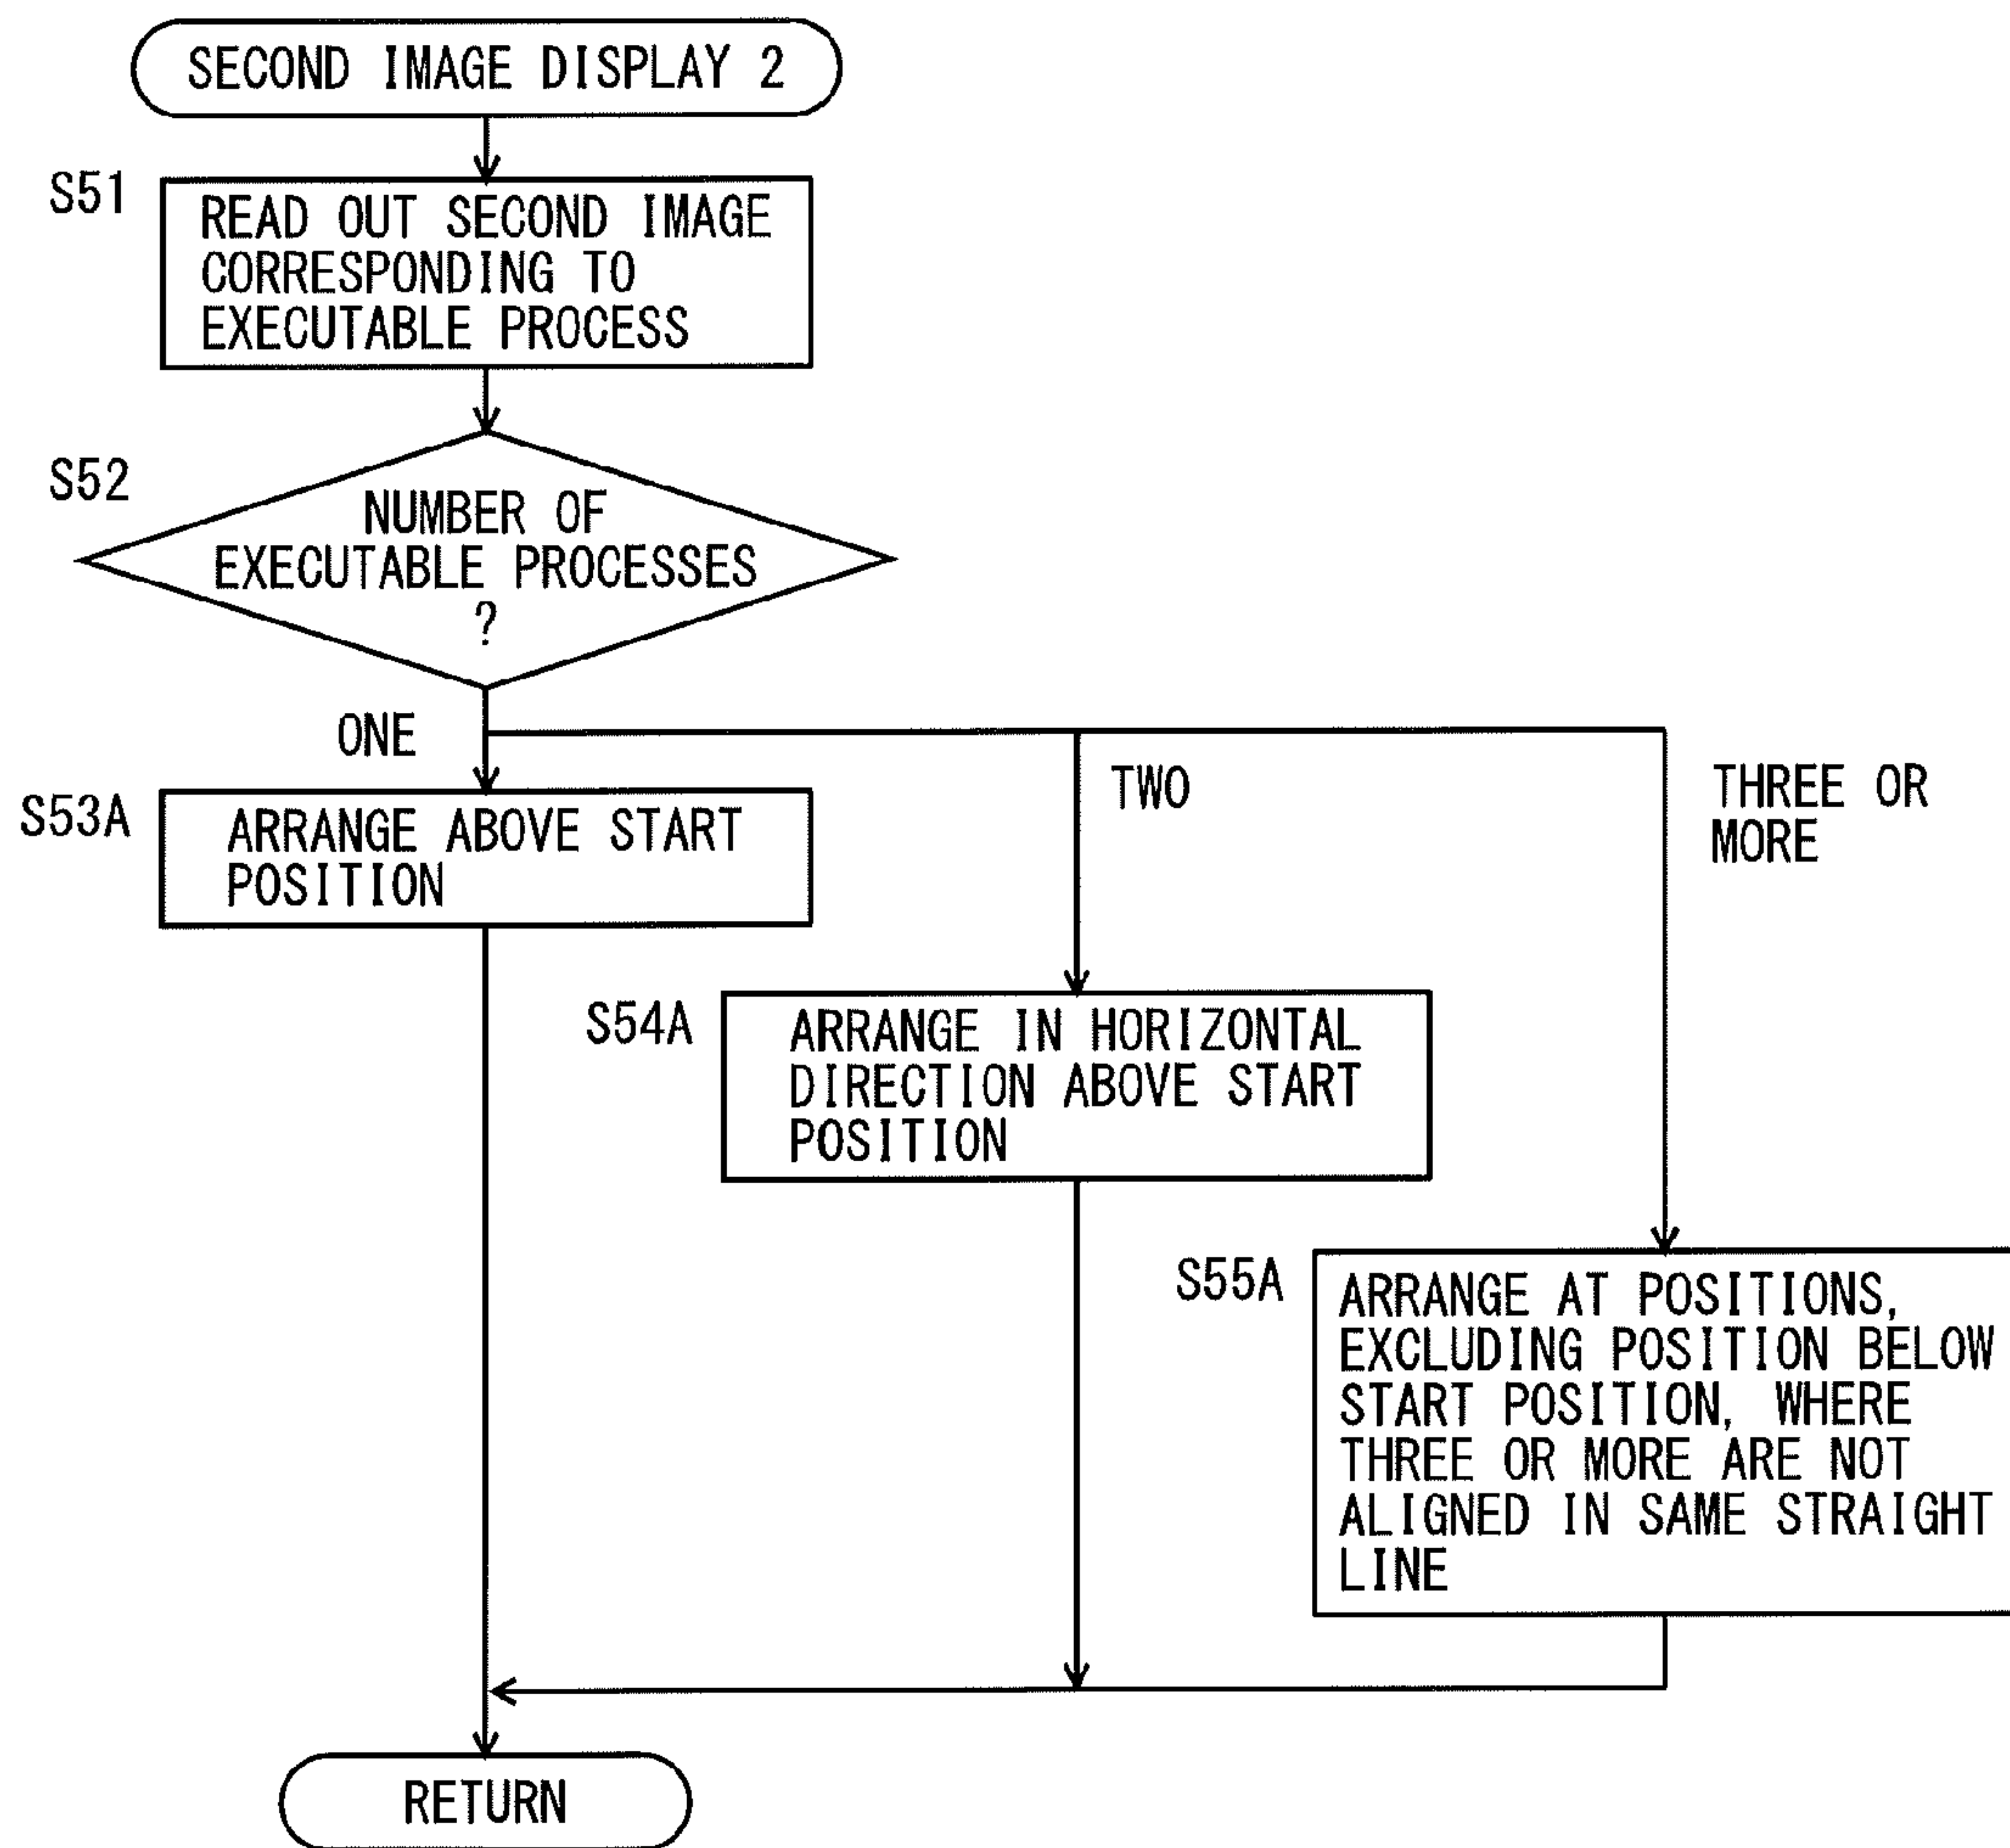 SECOND IMAGE DISPLAY 2
S51
READ OUT SECOND IMAGE
CORRESPONDING TO
EXECUTABLE PROCESS
S52
NUMBER OF
EXECUTABLE PROCESSES
?
ONE
TWO
THREE OR
MORE
S53A
ARRANGE ABOVE START
POSITION
S54A
ARRANGE IN HORIZONTAL
DIRECTION ABOVE START
POSITION
S55A
ARRANGE AT POSITIONS,
EXCLUDING POSITION BELOW
START POSITION, WHERE
THREE OR MORE ARE NOT
ALIGNED IN SAME STRAIGHT
LINE
RETURN